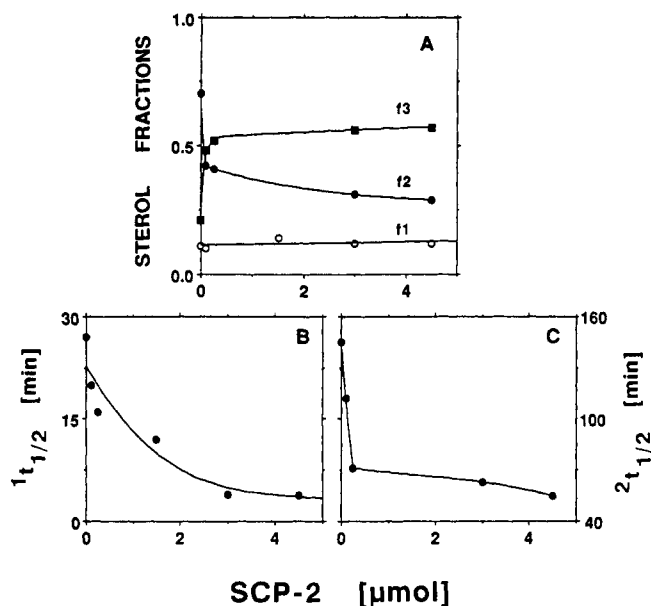 1.0
A
STEROL FRACTIONS
f3
0.5
f2
f1
0.0
0 2 4
30
B
C
160
¹t1/2 [min]
15
100
²t1/2 [min]
0
40
0 2 4
0 2 4
SCP-2 [µmol]